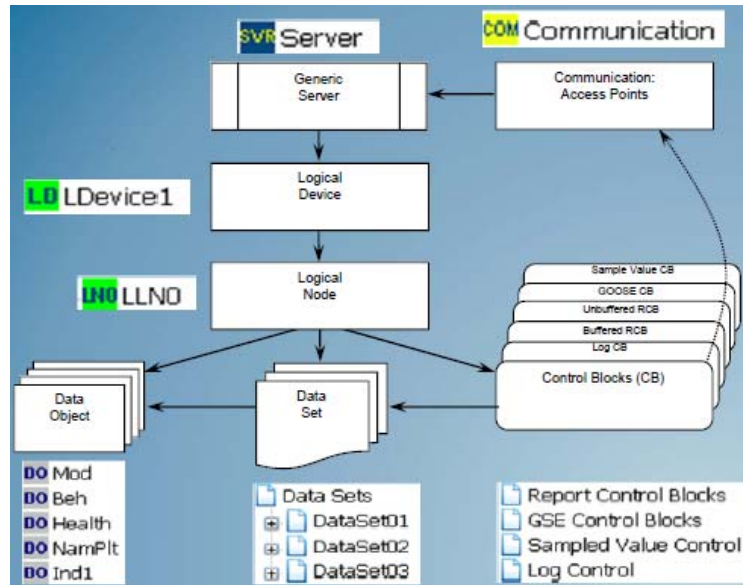 SVR Server
COM Communication
Generic
Server
Communication:
Access Points
LD LDevice1
Logical
Device
LN0 LLN0
Logical
Node
Sample Value CB
GOOSE CB
Unbuffered RCB
Buffered RCB
Log CB
Control Blocks (CB)
Data
Object
Data
Set
DO Mod
DO Beh
DO Health
DO NamPlt
DO Ind1
Data Sets
DataSet01
DataSet02
DataSet03
Report Control Blocks
GSE Control Blocks
Sampled Value Control
Log Control